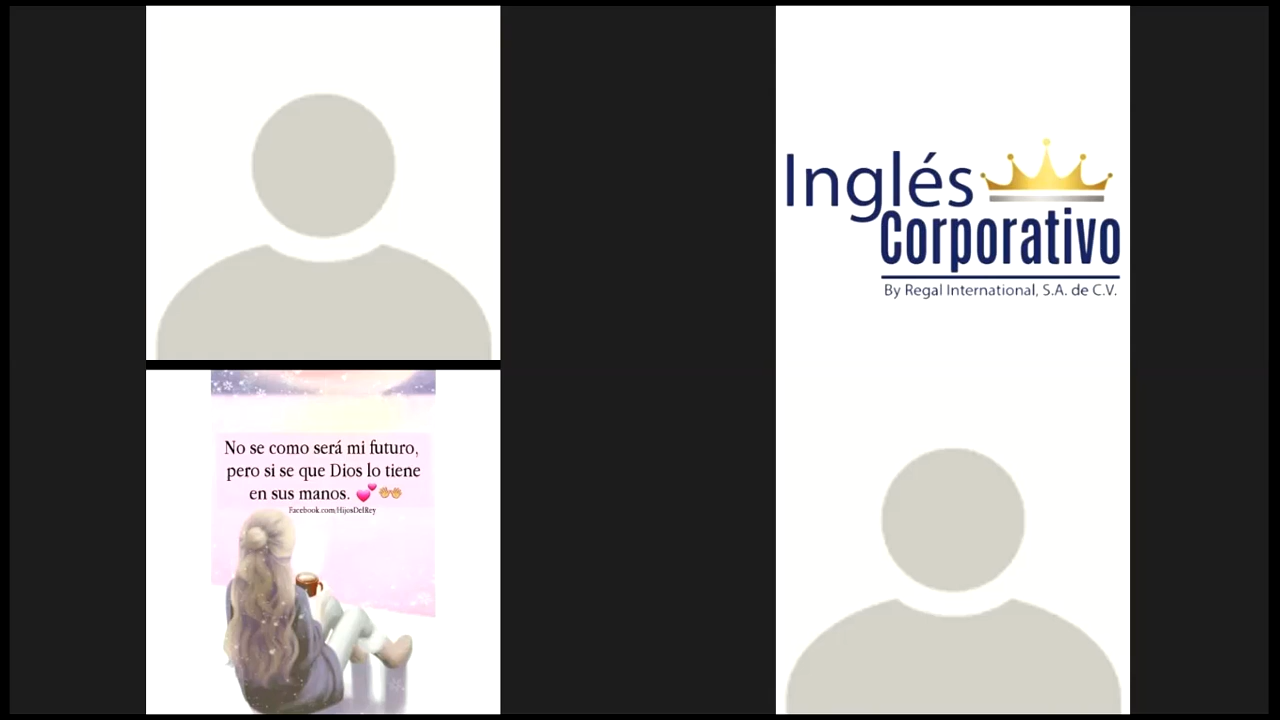 Inglés
Corporativo
By Regal International, S.A. de C.V.
No se como será mi futuro,
pero si se que Dios lo tiene
en sus manos. 💕👐
Facebook.com/HijosDelRey